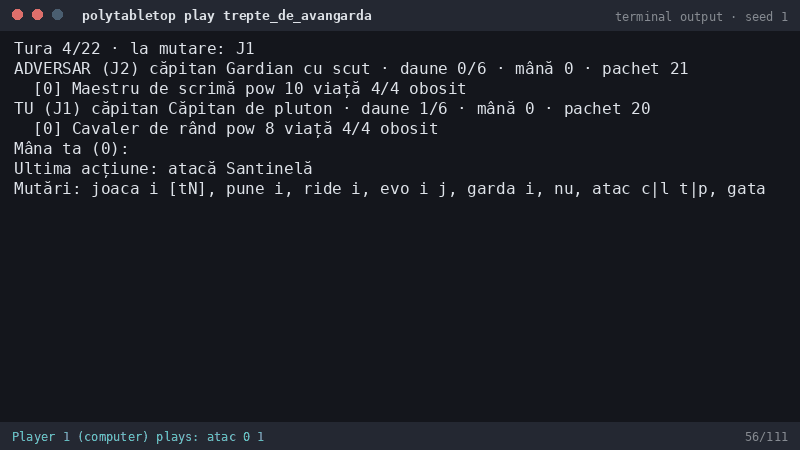 polytabletop play trepte_de_avangarda
terminal output · seed 1
Tura 4/22 · la mutare: J1
ADVERSAR (J2) căpitan Gardian cu scut · daune 0/6 · mână 0 · pachet 21
[0] Maestru de scrimă pow 10 viață 4/4 obosit
TU (J1) căpitan Căpitan de pluton · daune 1/6 · mână 0 · pachet 20
[0] Cavaler de rând pow 8 viață 4/4 obosit
Mâna ta (0):
Ultima acțiune: atacă Santinelă
Mutări: joaca i [tN], pune i, ride i, evo i j, garda i, nu, atac c|l t|p, gata
Player 1 (computer) plays: atac 0 1
56/111